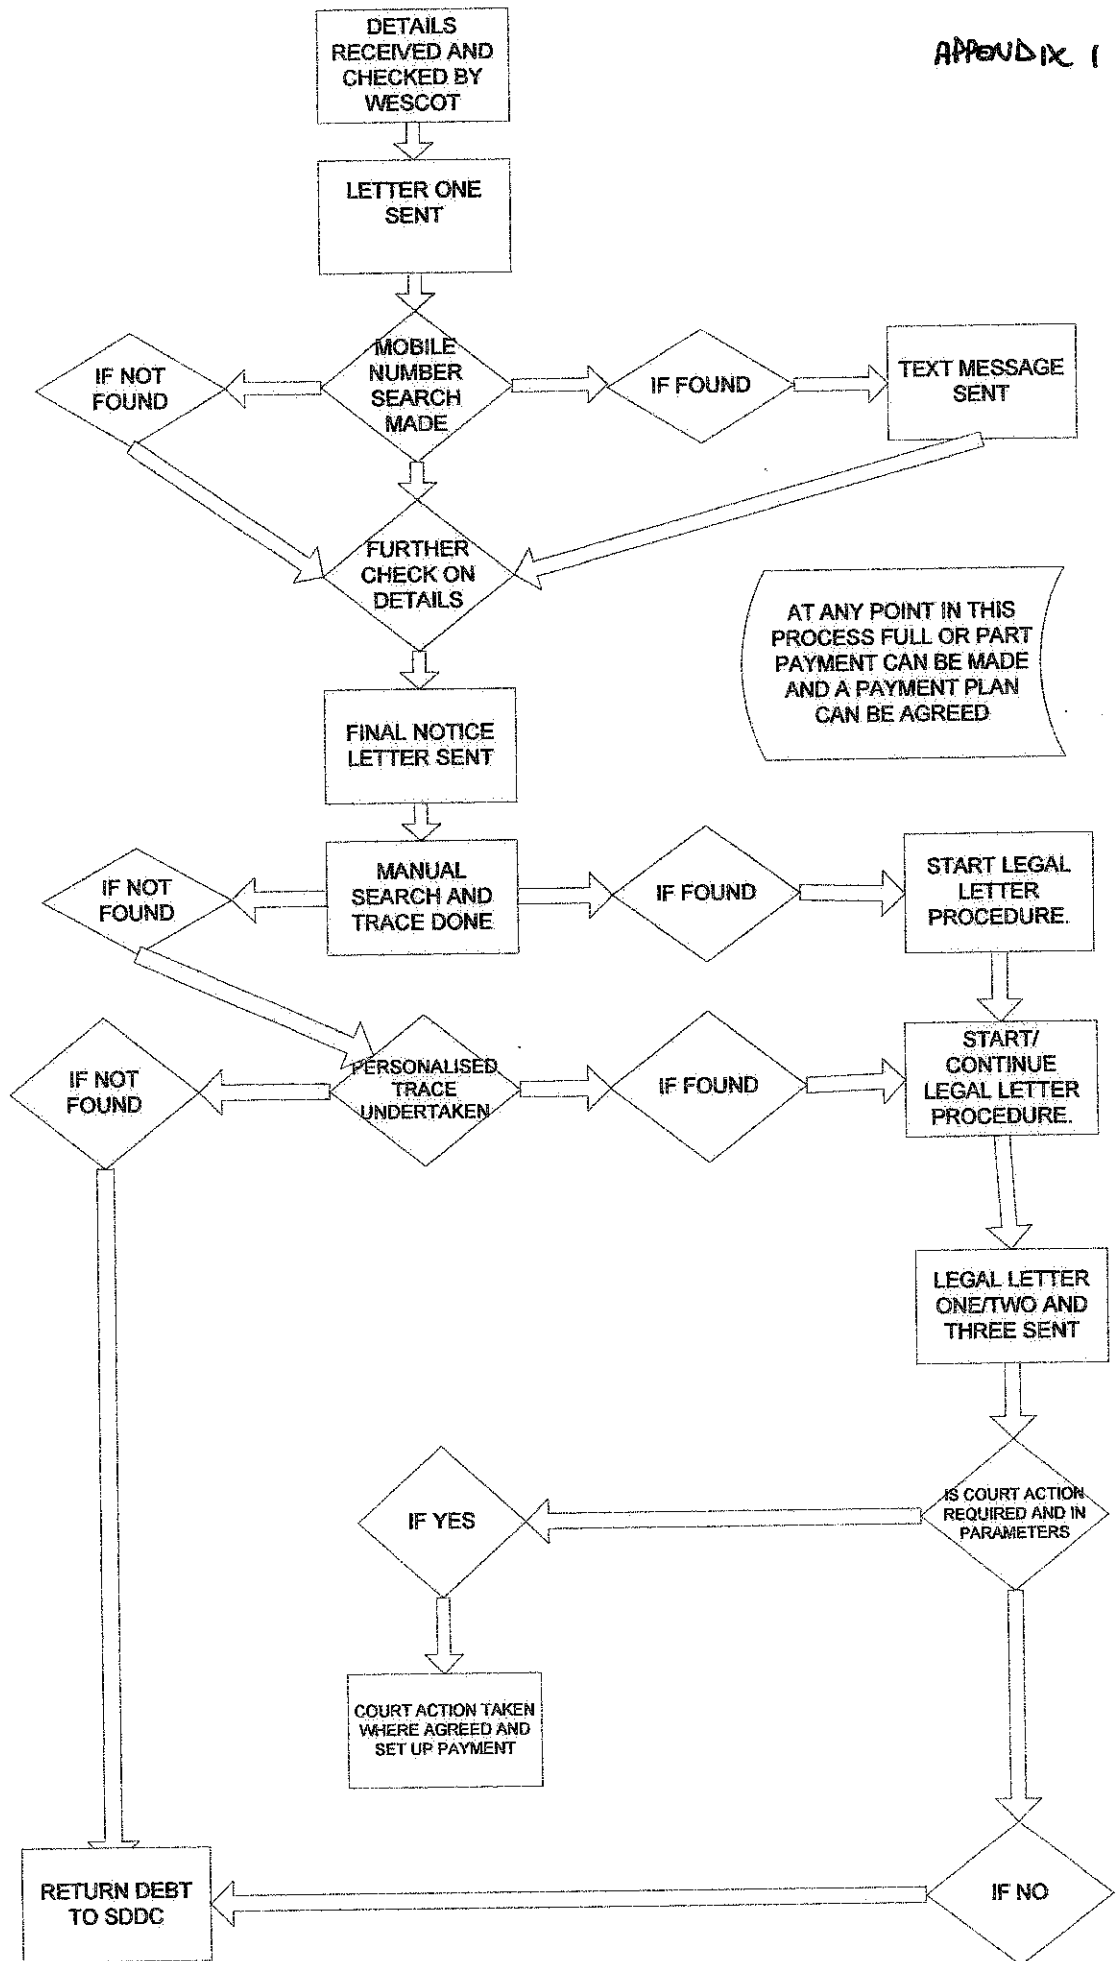 APPENDIX 1
DETAILS
RECEIVED AND
CHECKED BY
WESCOT
LETTER ONE
SENT
MOBILE
NUMBER
SEARCH
MADE
IF NOT
FOUND
IF FOUND
TEXT MESSAGE
SENT
FURTHER
CHECK ON
DETAILS
AT ANY POINT IN THIS
PROCESS FULL OR PART
PAYMENT CAN BE MADE
AND A PAYMENT PLAN
CAN BE AGREED
FINAL NOTICE
LETTER SENT
MANUAL
SEARCH AND
TRACE DONE
IF NOT
FOUND
IF FOUND
START LEGAL
LETTER
PROCEDURE.
PERSONALISED
TRACE
UNDERTAKEN
IF NOT
FOUND
IF FOUND
START/
CONTINUE
LEGAL LETTER
PROCEDURE.
LEGAL LETTER
ONE/TWO AND
THREE SENT
IS COURT ACTION
REQUIRED AND IN
PARAMETERS
IF YES
COURT ACTION TAKEN
WHERE AGREED AND
SET UP PAYMENT
IF NO
RETURN DEBT
TO SDDC